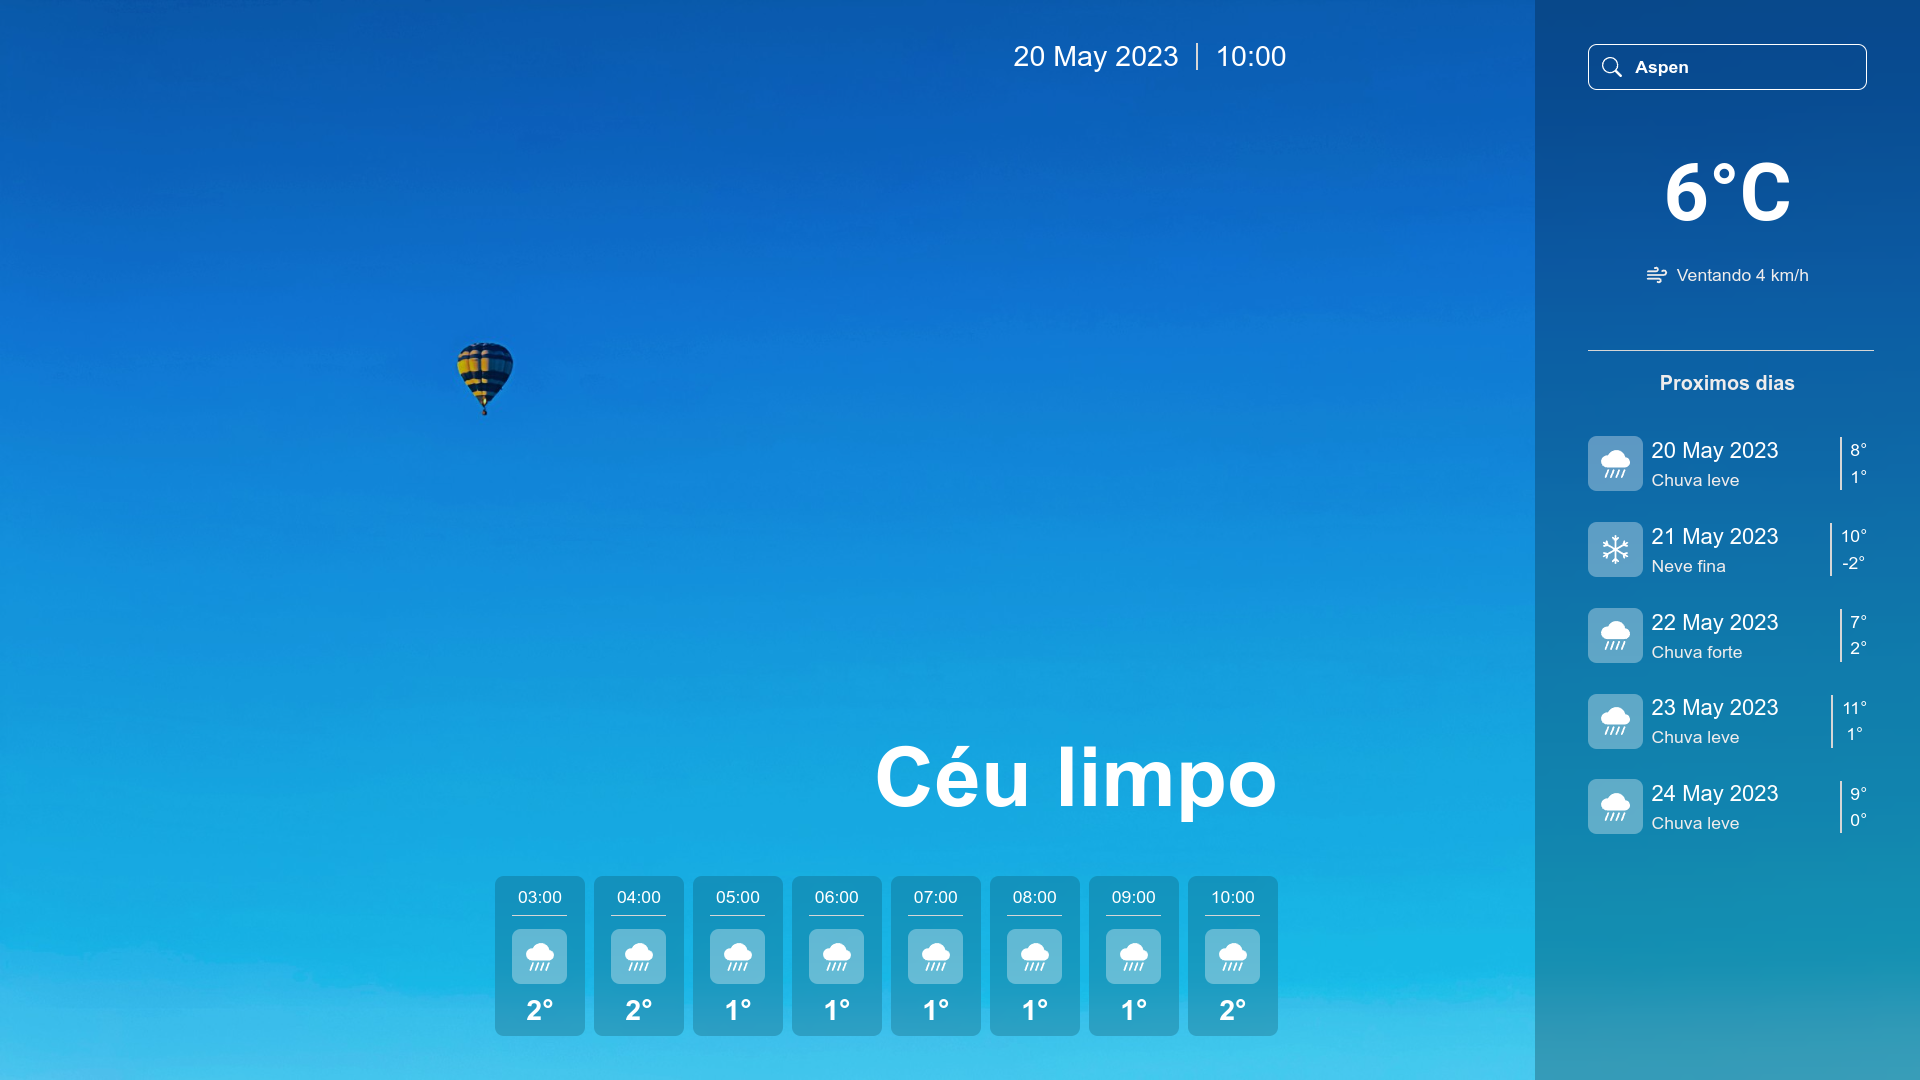 20 May 2023 | 10:00
Céu limpo
03:00 04:00 05:00 06:00 07:00 08:00 09:00 10:00
2° 2° 1° 1° 1° 1° 1° 2°
Aspen
6°C
Ventando 4 km/h
Proximos dias
20 May 2023 8°
Chuva leve 1°
21 May 2023 10°
Neve fina -2°
22 May 2023 7°
Chuva forte 2°
23 May 2023 11°
Chuva leve 1°
24 May 2023 9°
Chuva leve 0°